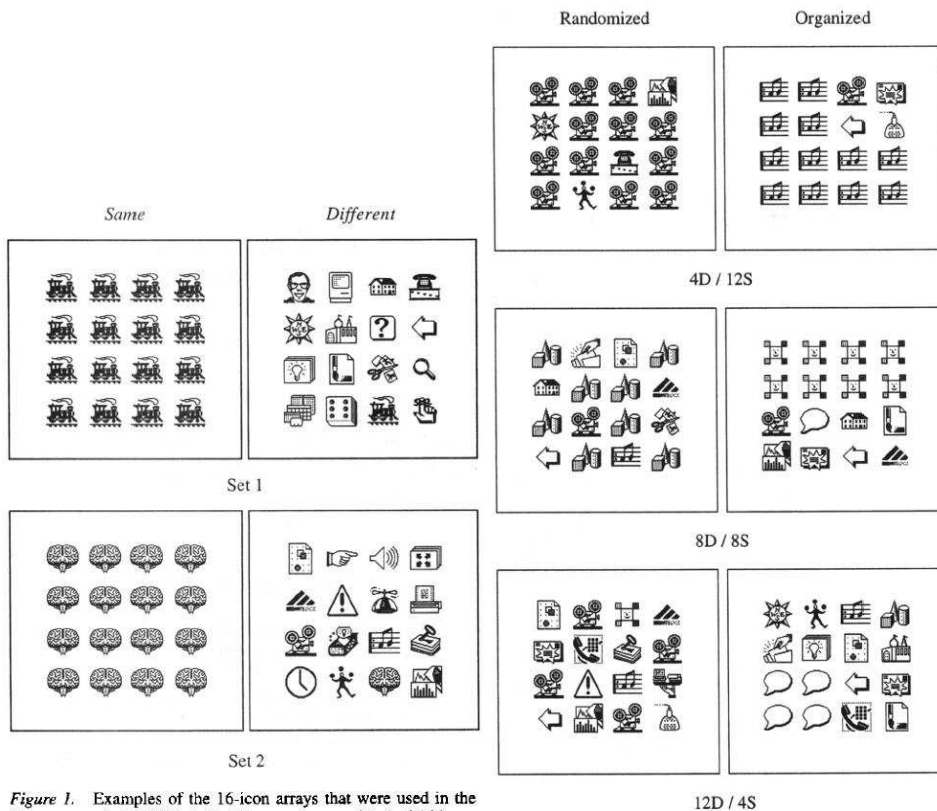 Randomized Organized
4D / 12S
Same Different
Set 1
8D / 8S
Set 2
12D / 4S
Figure 1. Examples of the 16-icon arrays that were used in the